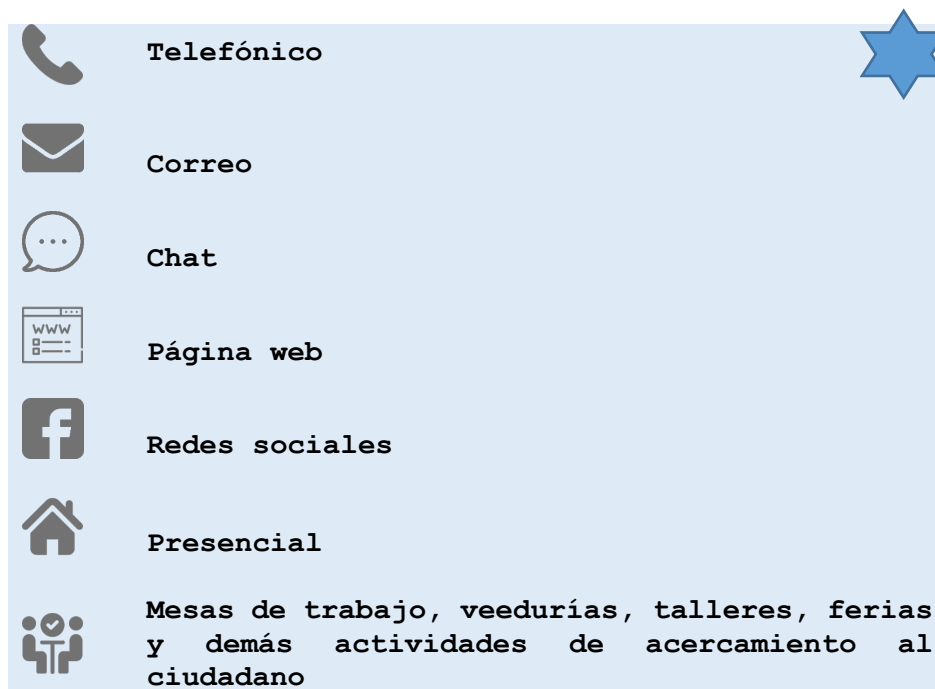 Telefónico
Correo
Chat
WWW
Página web
Redes sociales
Presencial
Mesas de trabajo, veedurías, talleres, ferias
y demás actividades de acercamiento al
ciudadano